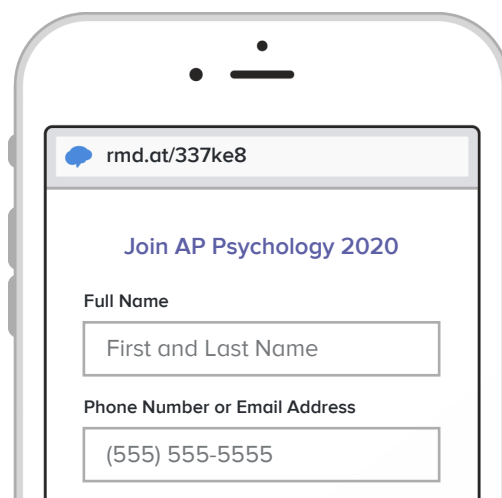 rmd.at/337ke8
Join AP Psychology 2020
Full Name
First and Last Name
Phone Number or Email Address
(555) 555-5555